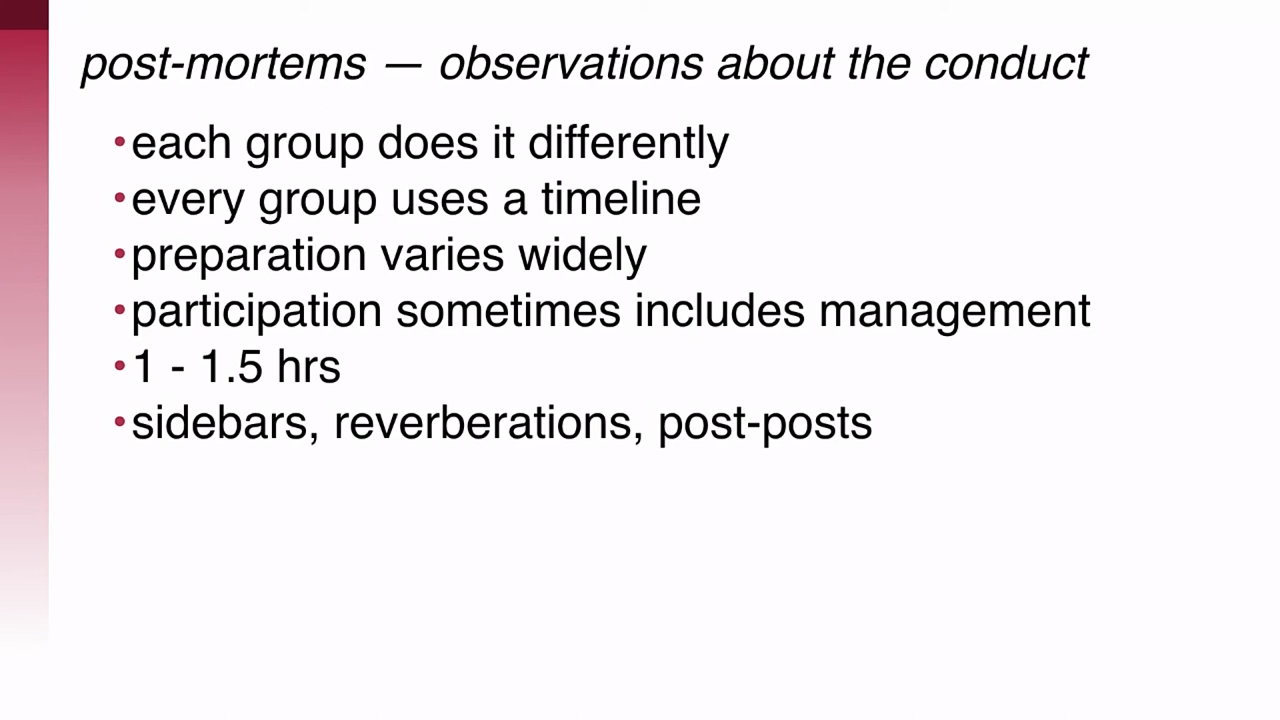 post-mortems — observations about the conduct
•each group does it differently
•every group uses a timeline
•preparation varies widely
•participation sometimes includes management
•1 - 1.5 hrs
•sidebars, reverberations, post-posts